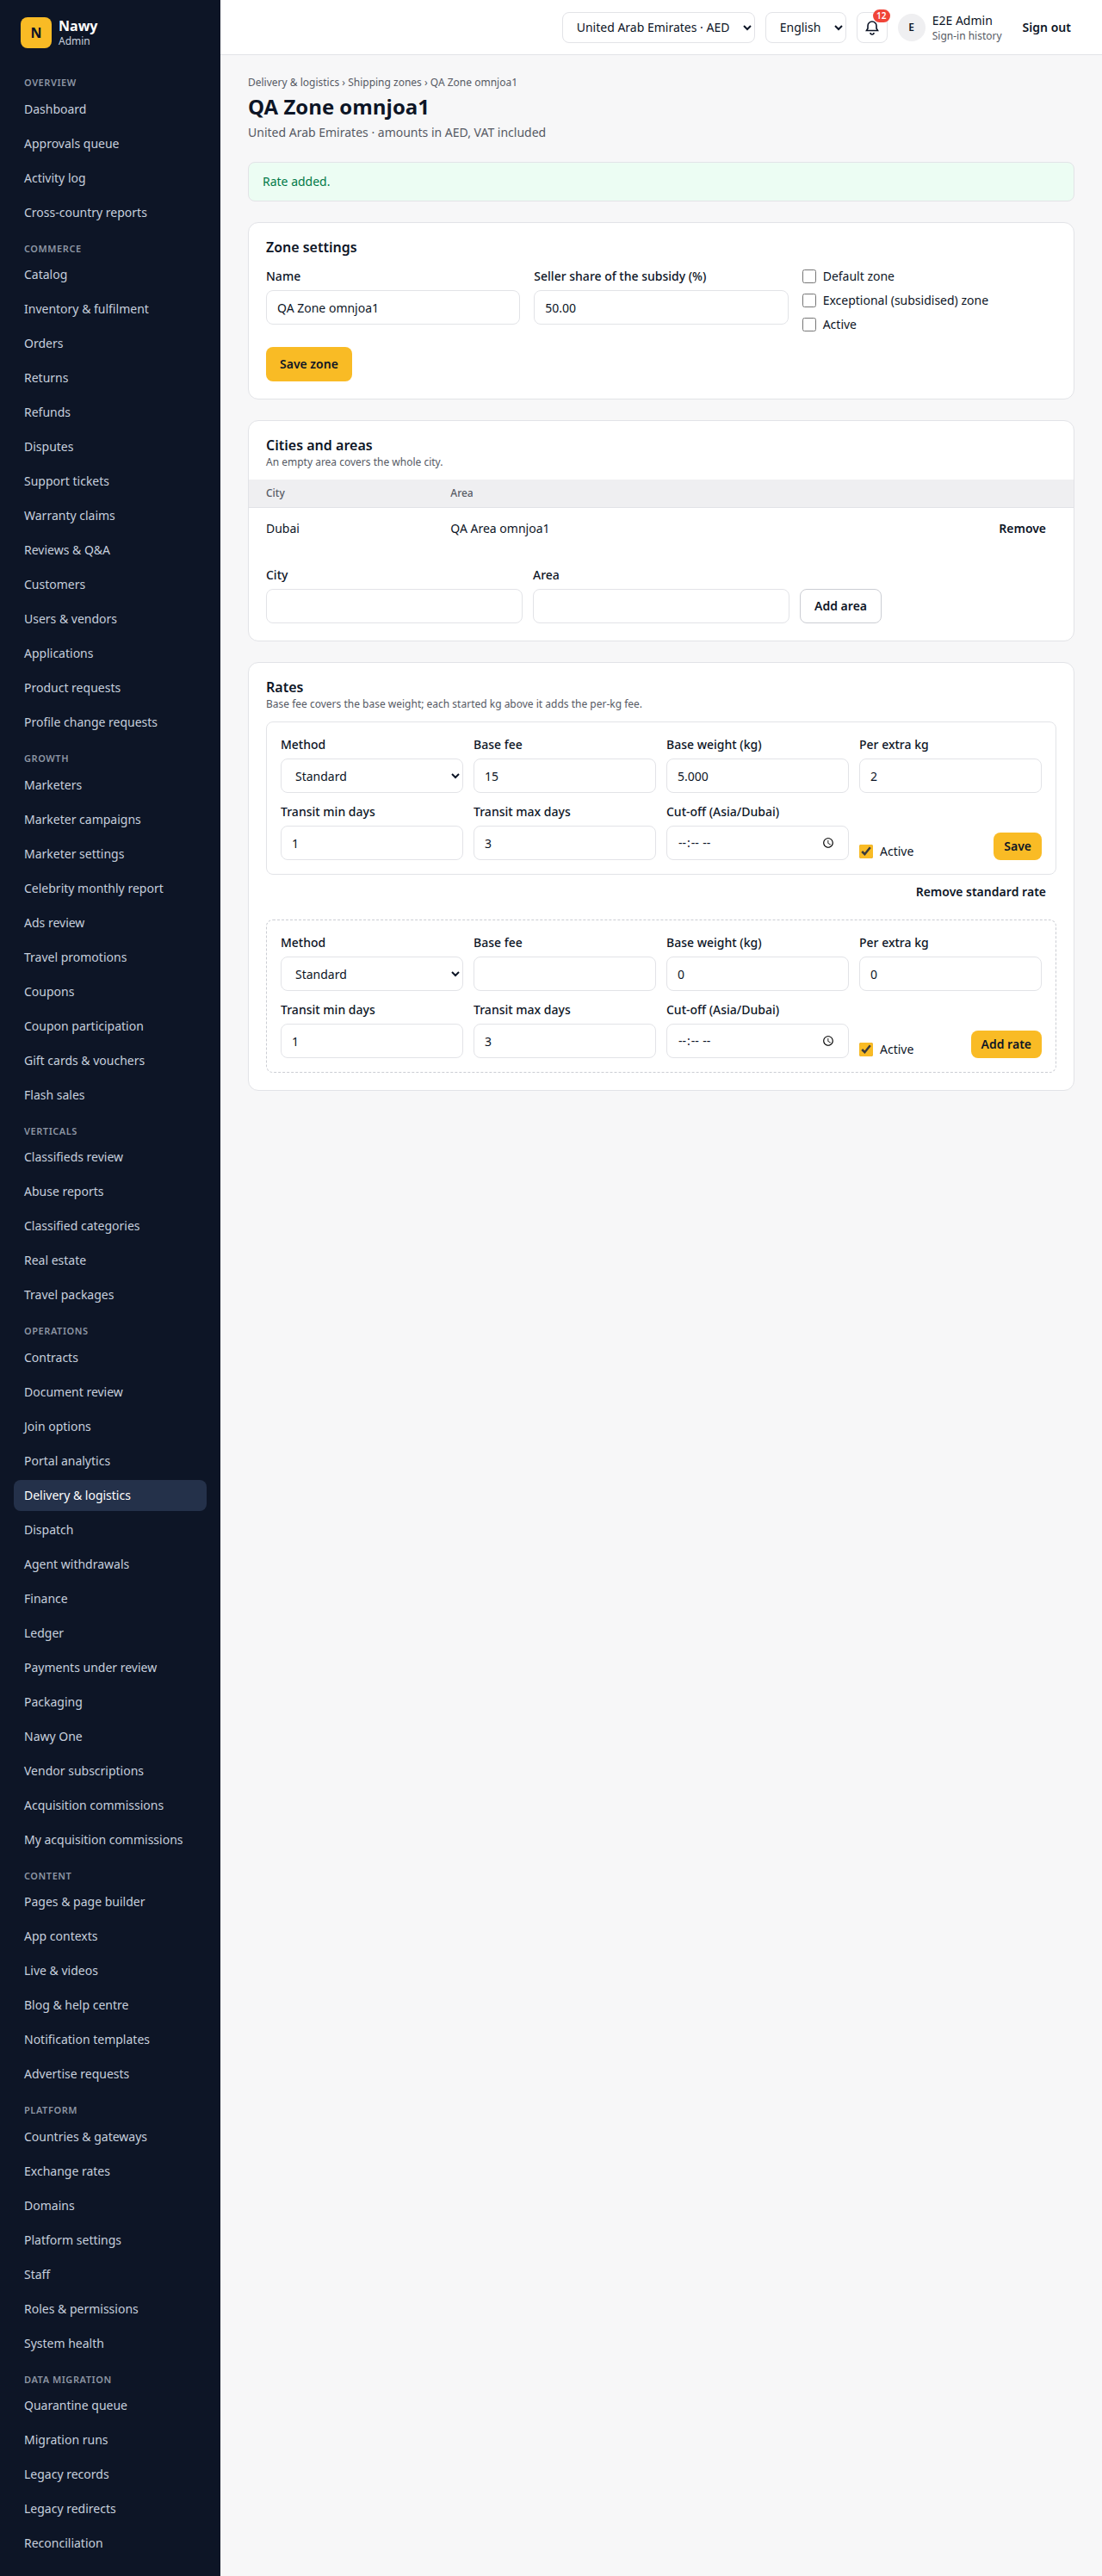 N
Nawy
Admin
OVERVIEW
Dashboard
Approvals queue
Activity log
Cross-country reports
COMMERCE
Catalog
Inventory & fulfilment
Orders
Returns
Refunds
Disputes
Support tickets
Warranty claims
Reviews & Q&A
Customers
Users & vendors
Applications
Product requests
Profile change requests
GROWTH
Marketers
Marketer campaigns
Marketer settings
Celebrity monthly report
Ads review
Travel promotions
Coupons
Coupon participation
Gift cards & vouchers
Flash sales
VERTICALS
Classifieds review
Abuse reports
Classified categories
Real estate
Travel packages
OPERATIONS
Contracts
Document review
Join options
Portal analytics
Delivery & logistics
Dispatch
Agent withdrawals
Finance
Ledger
Payments under review
Packaging
Nawy One
Vendor subscriptions
Acquisition commissions
My acquisition commissions
CONTENT
Pages & page builder
App contexts
Live & videos
Blog & help centre
Notification templates
Advertise requests
PLATFORM
Countries & gateways
Exchange rates
Domains
Platform settings
Staff
Roles & permissions
System health
DATA MIGRATION
Quarantine queue
Migration runs
Legacy records
Legacy redirects
Reconciliation
United Arab Emirates · AED
English
12
E
E2E Admin
Sign-in history
Sign out
Delivery & logistics › Shipping zones › QA Zone omnjoa1
QA Zone omnjoa1
United Arab Emirates · amounts in AED, VAT included
Rate added.
Zone settings
Name
Seller share of the subsidy (%)
Default zone
QA Zone omnjoa1
50.00
Exceptional (subsidised) zone
Active
Save zone
Cities and areas
An empty area covers the whole city.
City Area
Dubai QA Area omnjoa1 Remove
City Area
Add area
Rates
Base fee covers the base weight; each started kg above it adds the per-kg fee.
Method Base fee Base weight (kg) Per extra kg
Standard 15 5.000 2
Transit min days Transit max days Cut-off (Asia/Dubai)
1 3 --:-- -- Active Save
Remove standard rate
Method Base fee Base weight (kg) Per extra kg
Standard 0 0
Transit min days Transit max days Cut-off (Asia/Dubai)
1 3 --:-- -- Active Add rate